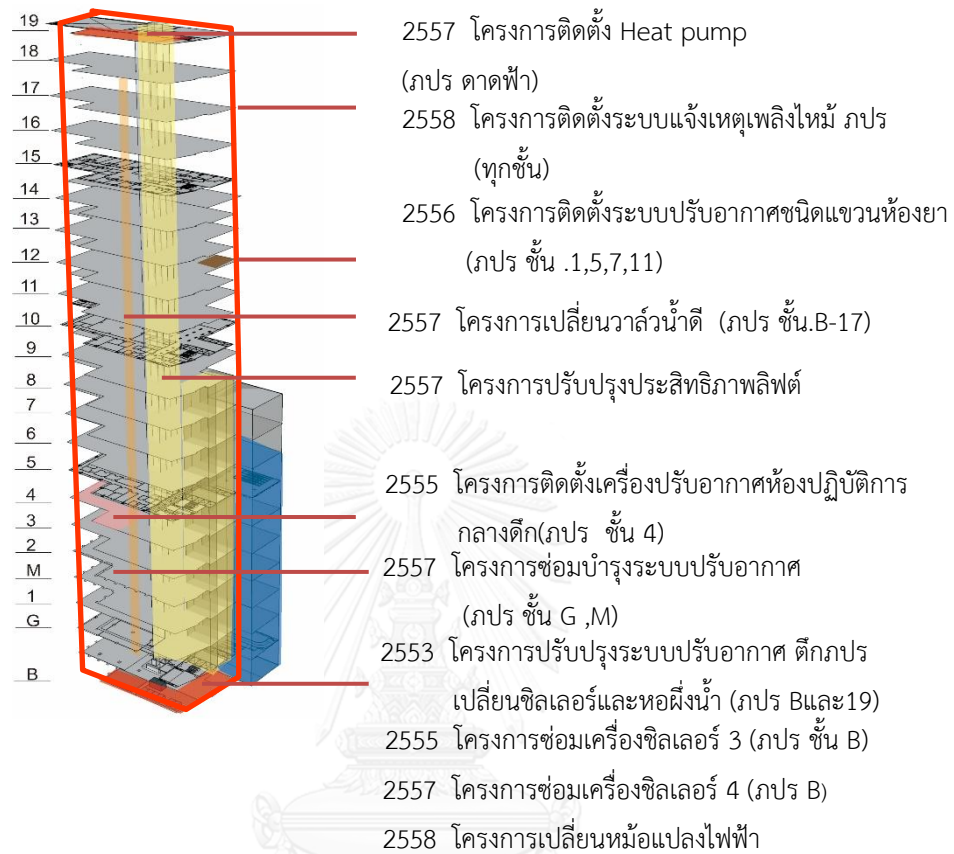 19
18
17
16
15
14
13
12
11
10
9
8
7
6
5
4
3
2
M
1
G
B
2557 โครงการติดตั้ง Heat pump
(ภปร ดาดฟ้า)
2558 โครงการติดตั้งระบบแจ้งเหตุเพลิงไหม้ ภปร
(ทุกชั้น)
2556 โครงการติดตั้งระบบปรับอากาศชนิดแขวนห้องยา
(ภปร ชั้น .1,5,7,11)
2557 โครงการเปลี่ยนวาล์วน้ำดี (ภปร ชั้น.B-17)
2557 โครงการปรับปรุงประสิทธิภาพลิฟต์
2555 โครงการติดตั้งเครื่องปรับอากาศห้องปฏิบัติการ
กลางดึก(ภปร ชั้น 4)
2557 โครงการซ่อมบำรุงระบบปรับอากาศ
(ภปร ชั้น G ,M)
2553 โครงการปรับปรุงระบบปรับอากาศ ตึกภปร
เปลี่ยนชิลเลอร์และหอผึ่งน้ำ (ภปร Bและ19)
2555 โครงการซ่อมเครื่องชิลเลอร์ 3 (ภปร ชั้น B)
2557 โครงการซ่อมเครื่องชิลเลอร์ 4 (ภปร B)
2558 โครงการเปลี่ยนหม้อแปลงไฟฟ้า